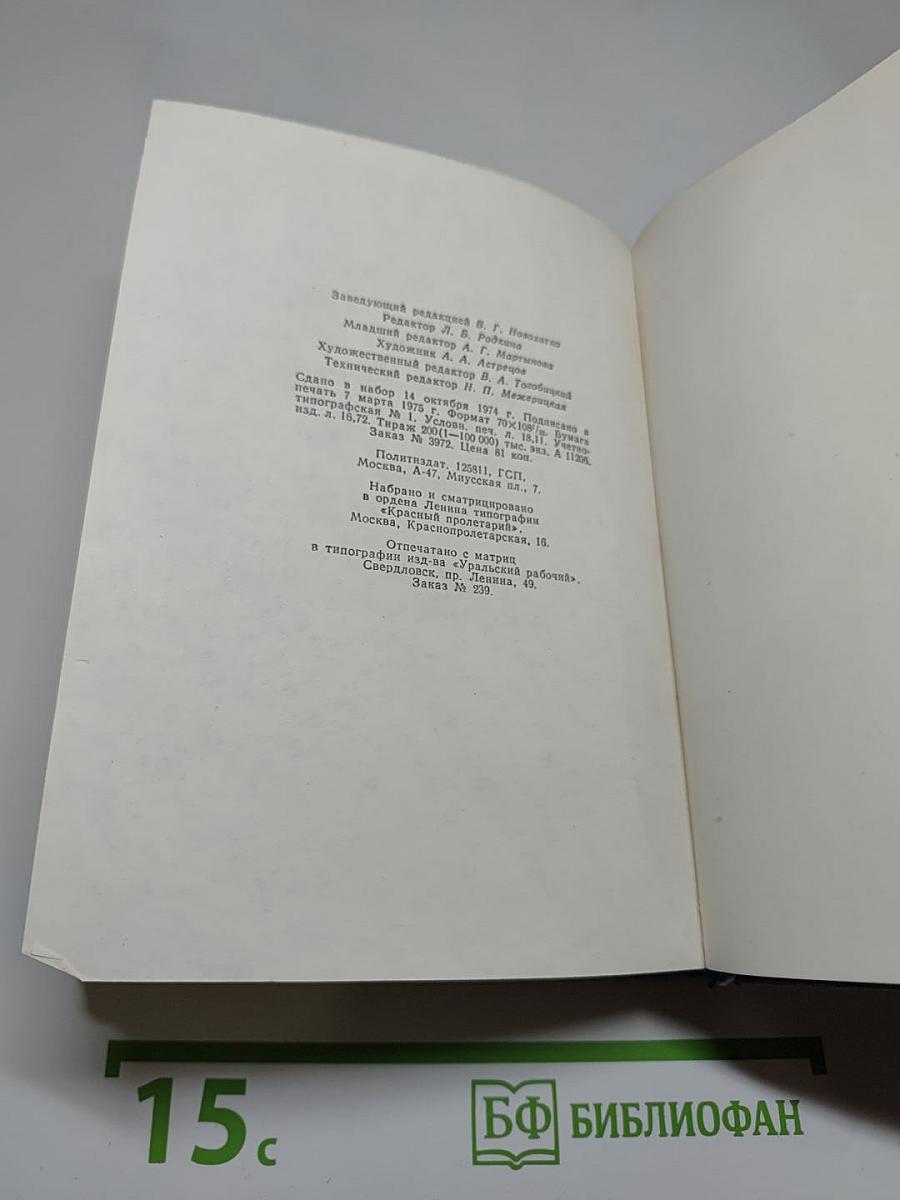 Заведующий редакцией В. Г. Новохатко
Редактор Л. В. Родкина
Младший редактор А. Г. Мартынова
Художник А. А. Астрецов
Художественный редактор В. А. Тогобицкий
Технический редактор Н. П. Межерицкая
Сдано в набор 14 октября 1974 г. Подписано в
печать 7 марта 1975 г. Формат 70×108¹/₃₂. Бумага
типографская № 1. Условн. печ. л. 18,11. Учетно-
изд. л. 16,72. Тираж 200(1—100 000) тыс. экз. А 11206.
Заказ № 3972. Цена 81 коп.
Политиздат, 125811, ГСП,
Москва, А-47, Миусская пл., 7.
Набрано и сматрицировано
в ордена Ленина типографии
«Красный пролетарий».
Москва, Краснопролетарская, 16.
Отпечатано с матриц
в типографии изд-ва «Уральский рабочий».
Свердловск, пр. Ленина, 49.
Заказ № 239.
15 с
БФ БИБЛИОФАН